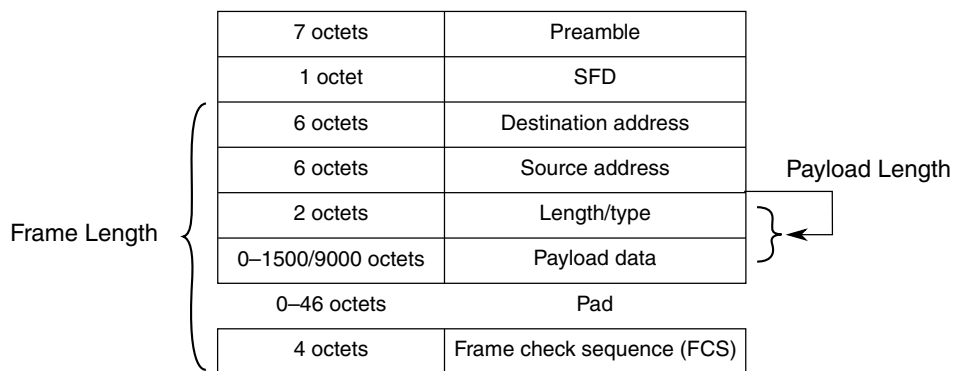 7 octets Preamble
1 octet SFD
6 octets Destination address
6 octets Source address
Payload Length
2 octets Length/type
Frame Length
0–1500/9000 octets Payload data
0–46 octets Pad
4 octets Frame check sequence (FCS)